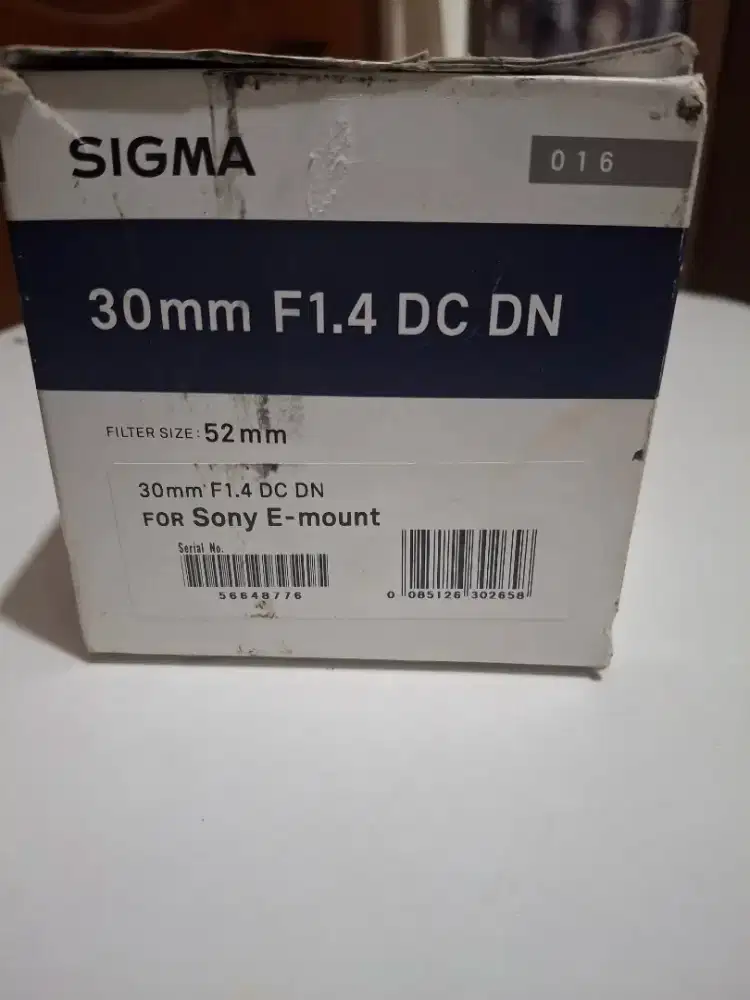 SIGMA
016
30mm F1.4 DC DN
FILTER SIZE: 52mm
30mm F1.4 DC DN
FOR Sony E-mount
Serial No.
56648776
0 085126 302658